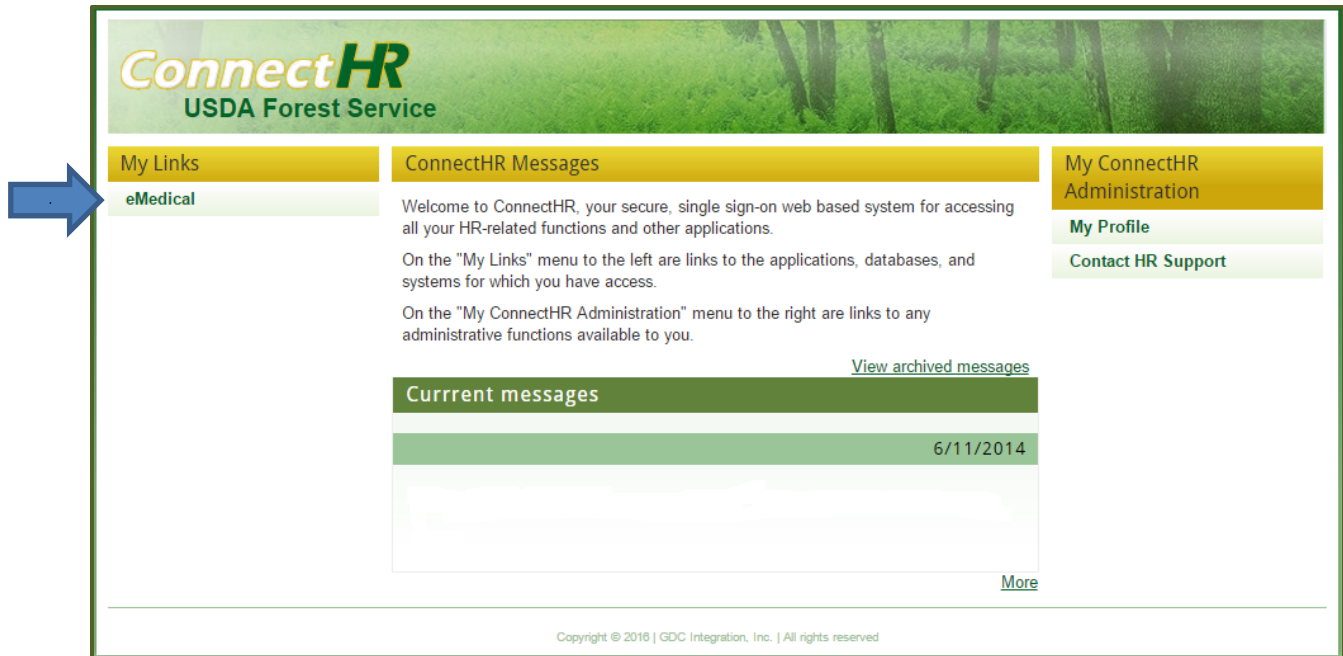 ConnectHR
USDA Forest Service
My Links
eMedical
ConnectHR Messages
Welcome to ConnectHR, your secure, single sign-on web based system for accessing
all your HR-related functions and other applications.
On the "My Links" menu to the left are links to the applications, databases, and
systems for which you have access.
On the "My ConnectHR Administration" menu to the right are links to any
administrative functions available to you.
View archived messages
Currrent messages
6/11/2014
More
My ConnectHR
Administration
My Profile
Contact HR Support
Copyright © 2016 | GDC Integration, Inc. | All rights reserved